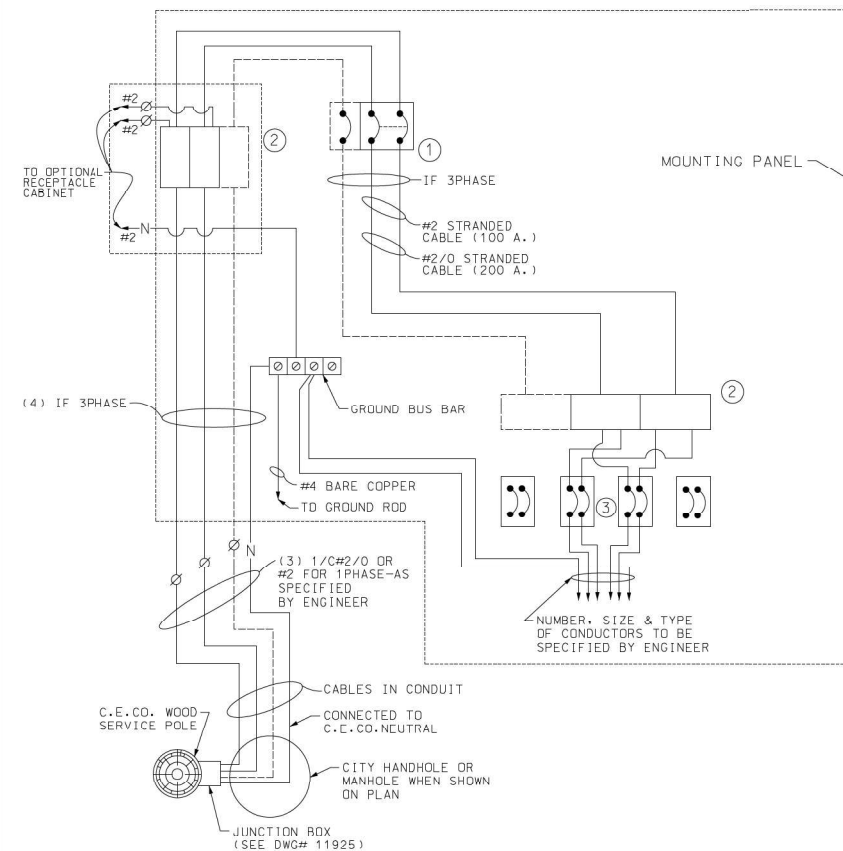 #2
#2
②
①
TO OPTIONAL
RECEPTACLE
CABINET
N
#2
IF 3PHASE
#2 STRANDED
CABLE (100 A.)
#2/0 STRANDED
CABLE (200 A.)
MOUNTING PANEL
GROUND BUS BAR
②
(4) IF 3PHASE
#4 BARE COPPER
TO GROUND ROD
③
N
(3) 1/C#2/0 OR
#2 FOR 1PHASE-AS
SPECIFIED
BY ENGINEER
NUMBER, SIZE & TYPE
OF CONDUCTORS TO BE
SPECIFIED BY ENGINEER
CABLES IN CONDUIT
C.E.CO. WOOD
SERVICE POLE
CONNECTED TO
C.E.CO.NEUTRAL
CITY HANDHOLE OR
MANHOLE WHEN SHOWN
ON PLAN
JUNCTION BOX
(SEE DWG# 11925)